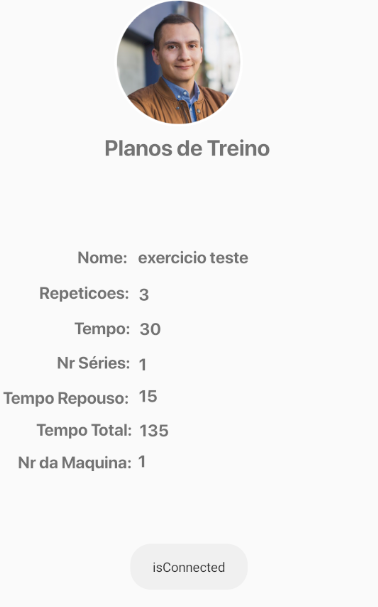 Planos de Treino
Nome: exercicio teste
Repeticoes: 3
Tempo: 30
Nr Séries: 1
Tempo Repouso: 15
Tempo Total: 135
Nr da Maquina: 1
isConnected